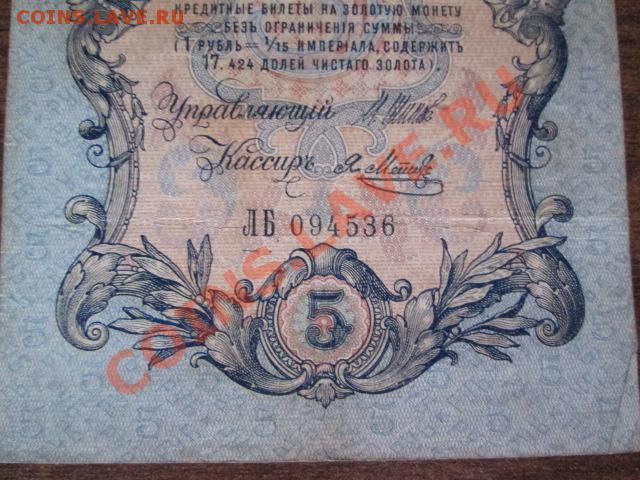 COINS.LAVE.RU
КРЕДИТНЫЕ БИЛЕТЫ НА ЗОЛОТУЮ МОНЕТУ
БЕЗЪ ОГРАНИЧЕНІЯ СУММЫ
(1 РУБЛЬ = 1/15 ИМПЕРІАЛА, СОДЕРЖИТЪ
17,424 ДОЛЕЙ ЧИСТАГО ЗОЛОТА).
Управляющій
Кассиръ
ЛБ 094536
5
COINS.LAVE.RU